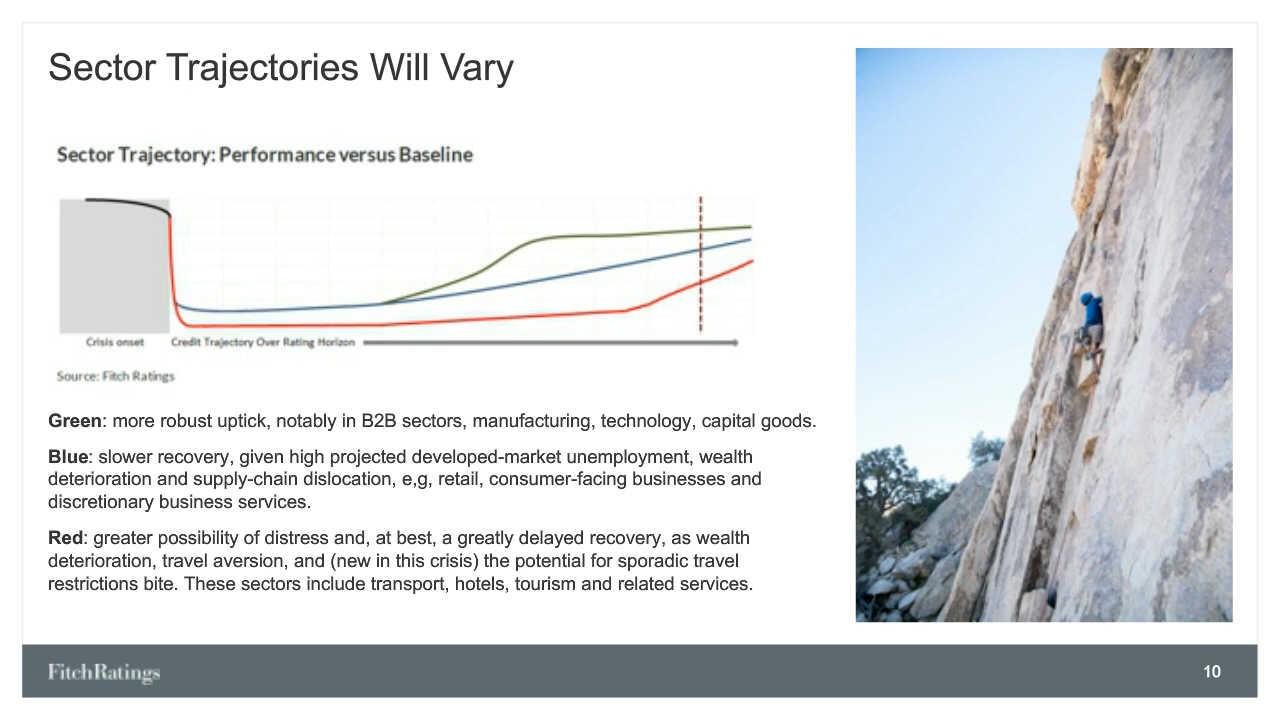 Sector Trajectories Will Vary
Sector Trajectory: Performance versus Baseline
Crisis onset
Credit Trajectory Over Rating Horizon
Source: Fitch Ratings
Green: more robust uptick, notably in B2B sectors, manufacturing, technology, capital goods.
Blue: slower recovery, given high projected developed-market unemployment, wealth
deterioration and supply-chain dislocation, e,g, retail, consumer-facing businesses and
discretionary business services.
Red: greater possibility of distress and, at best, a greatly delayed recovery, as wealth
deterioration, travel aversion, and (new in this crisis) the potential for sporadic travel
restrictions bite. These sectors include transport, hotels, tourism and related services.
FitchRatings
10